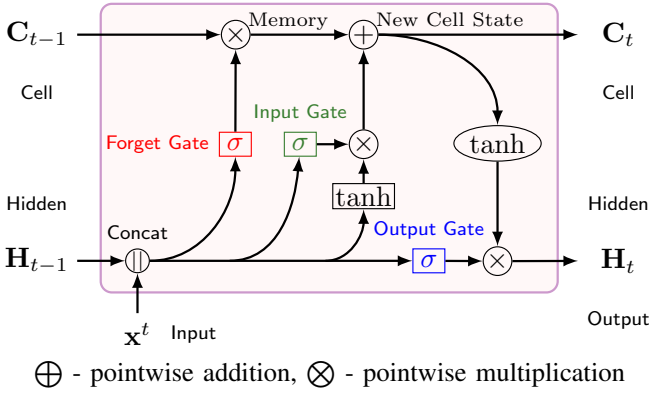 Memory New Cell State
C_{t−1} × + C_t
Cell Cell
Input Gate
Forget Gate σ σ × tanh
tanh
Hidden Hidden
Output Gate
Concat
H_{t−1} || σ × H_t
x^t Input
Output
⊕ - pointwise addition, ⊗ - pointwise multiplication